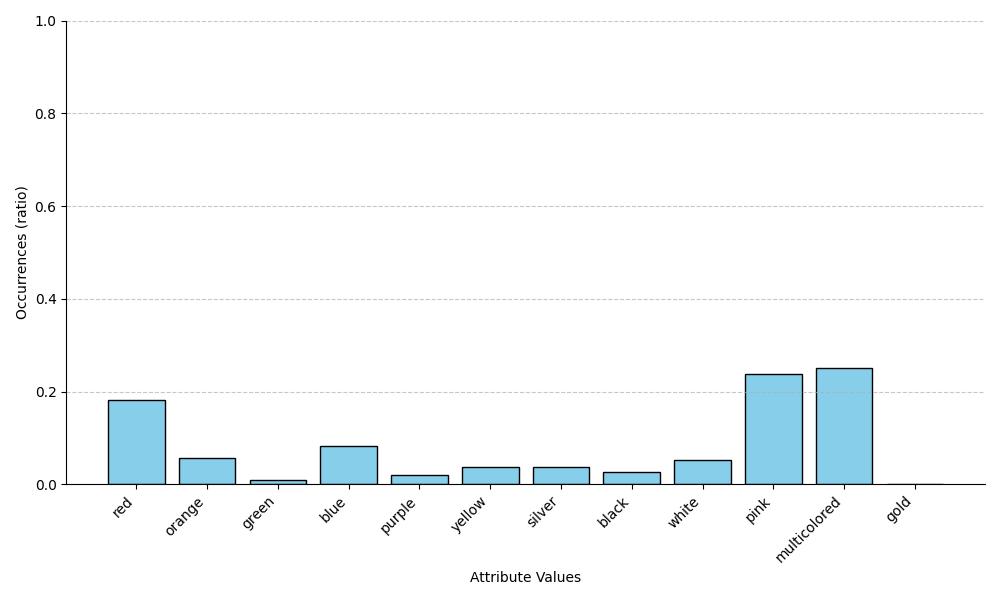 1.0
0.8
0.6
0.4
0.2
0.0
Occurrences (ratio)
red
orange
green
blue
purple
yellow
silver
black
white
pink
multicolored
gold
Attribute Values